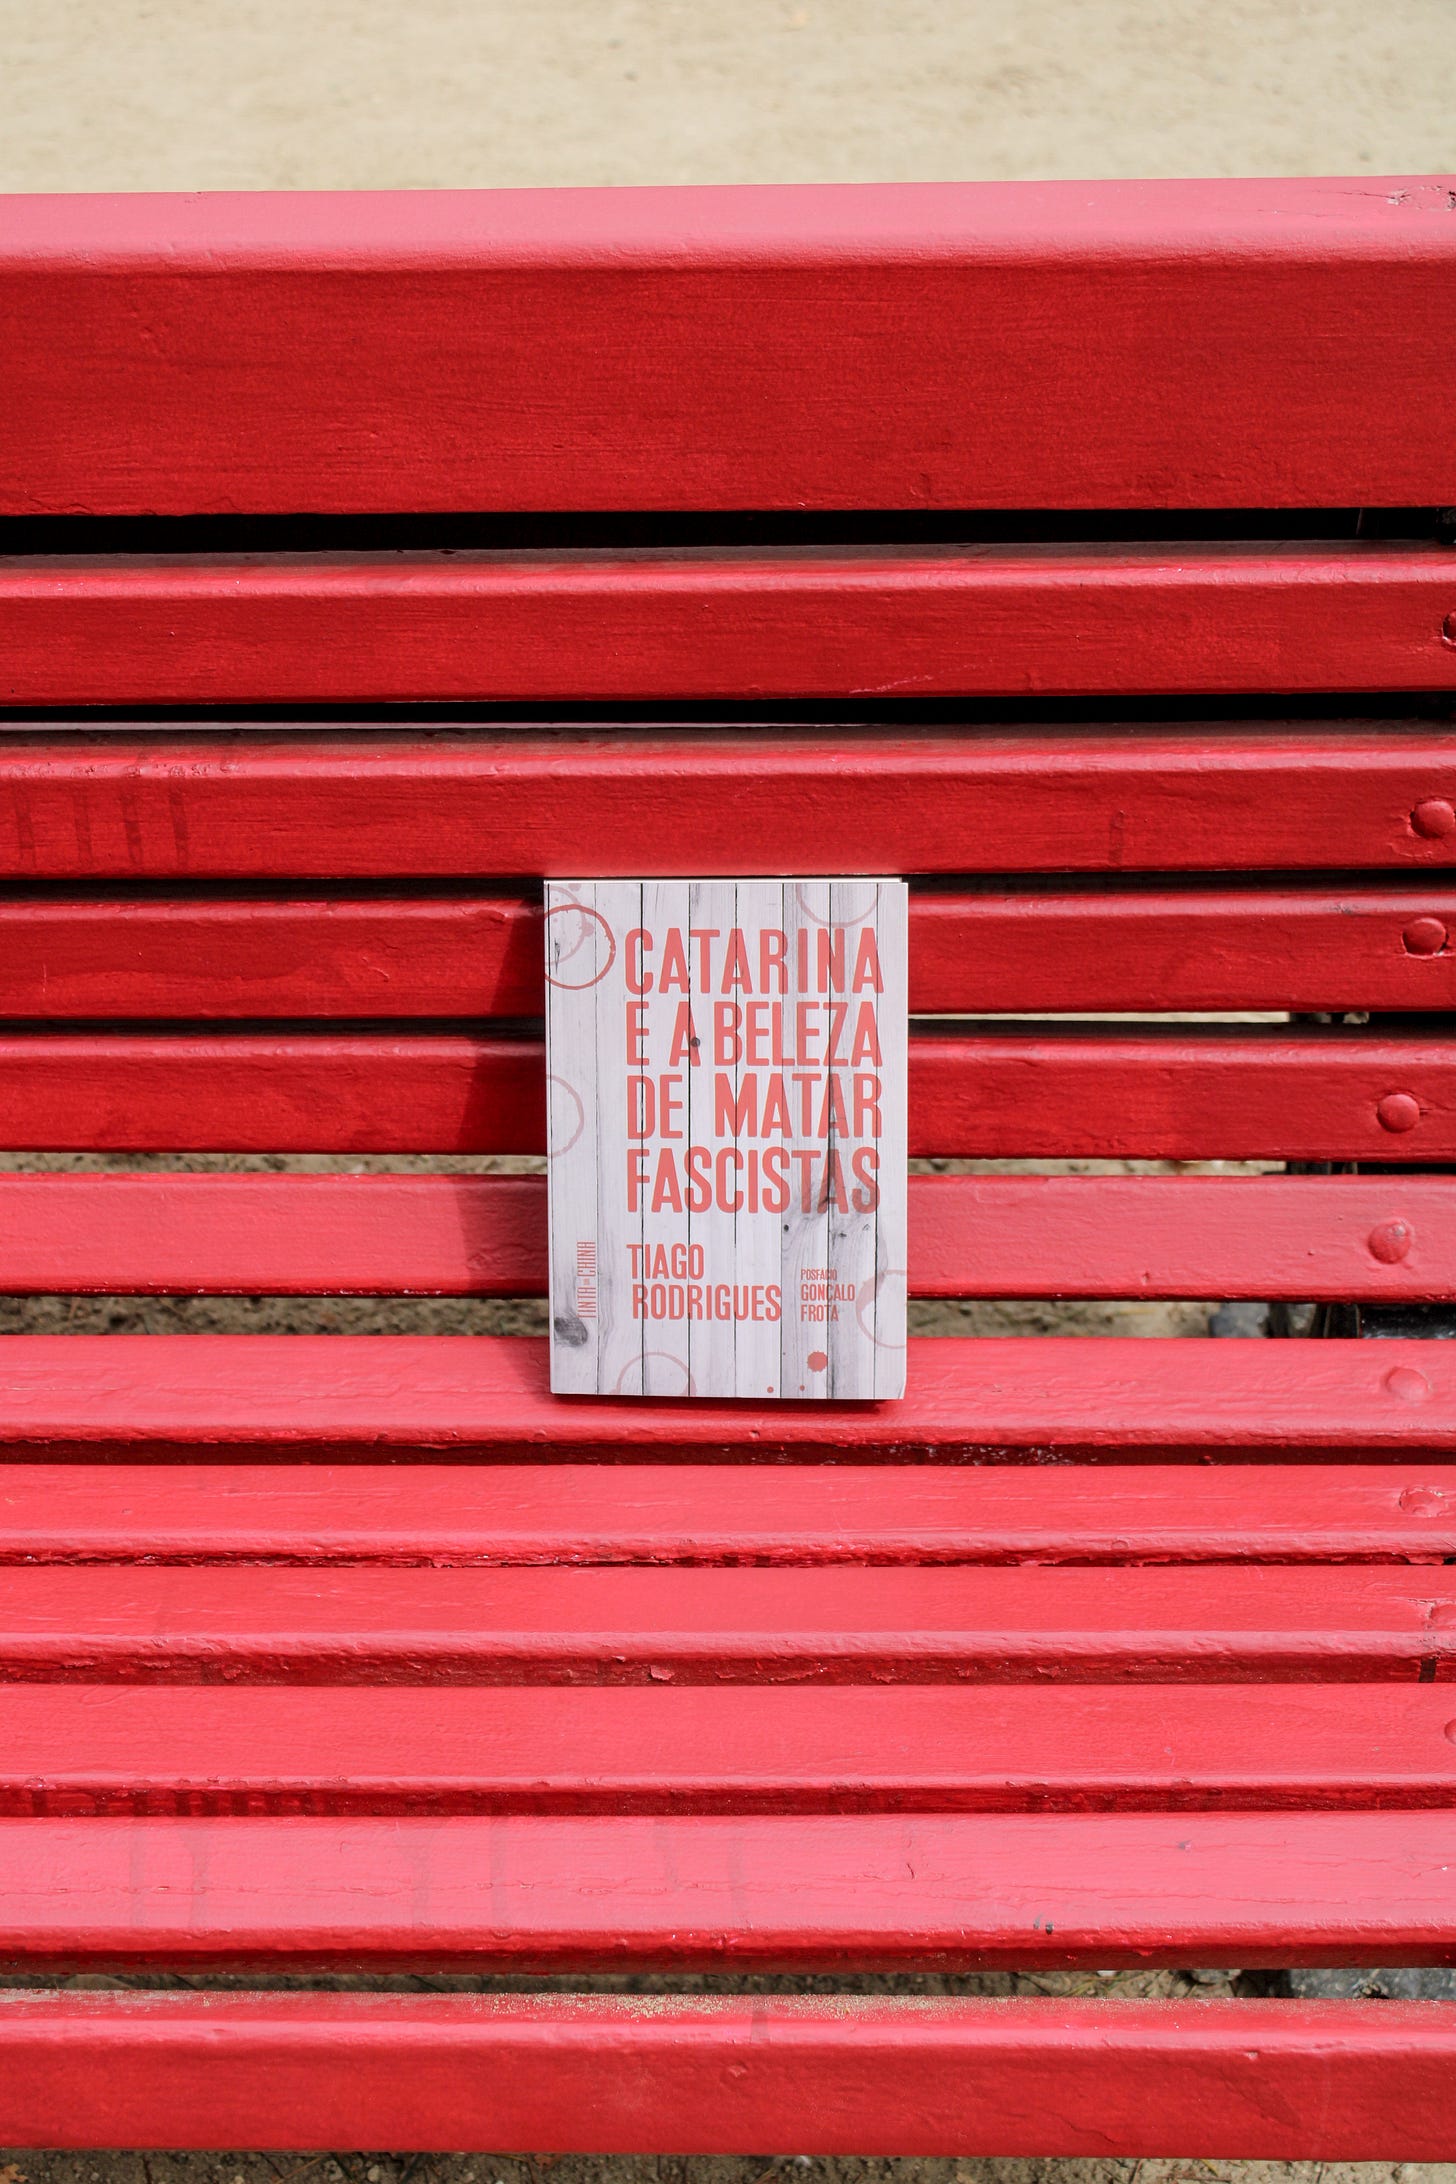 CATARINA
E A BELEZA
DE MATAR
FASCISTAS
TIAGO
RODRIGUES
POSFÁCIO
GONÇALO
FROTA
TINTA DA CHINA